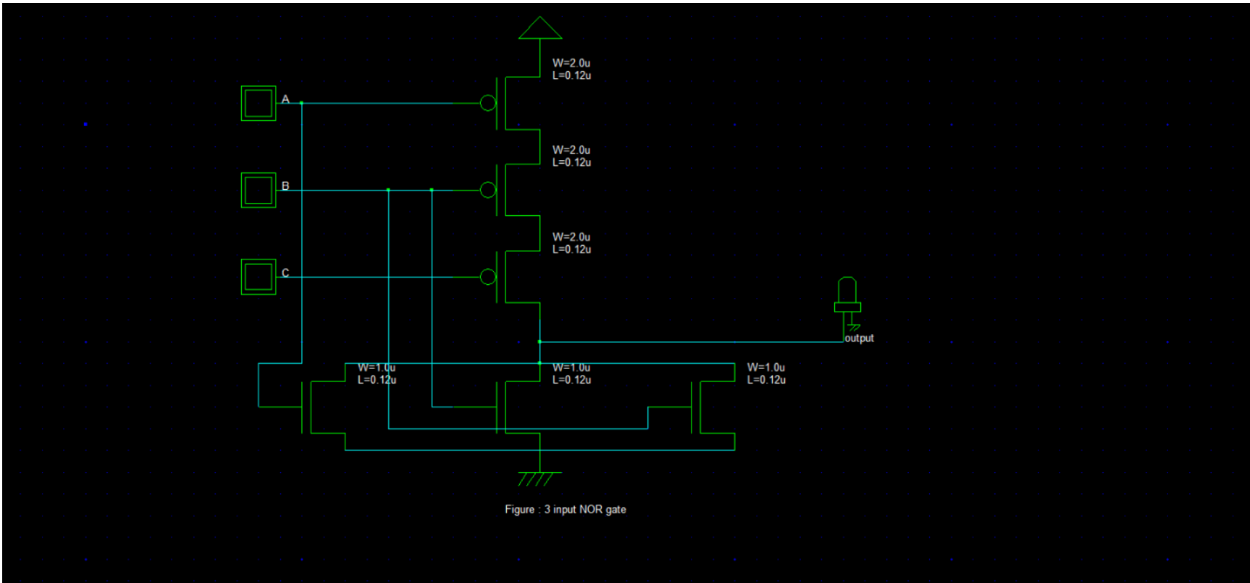 W=2.0u
L=0.12u
A
W=2.0u
L=0.12u
B
W=2.0u
L=0.12u
C
output
W=1.0u
L=0.12u
W=1.0u
L=0.12u
W=1.0u
L=0.12u
Figure : 3 input NOR gate